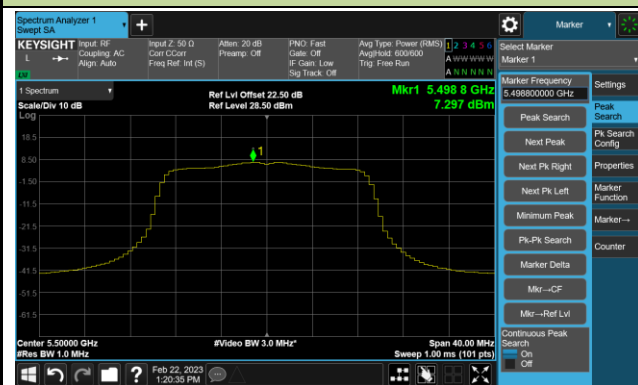 Spectrum Analyzer 1
Swept SA
Marker
KEYSIGHT
L
LW
Input: RF
Coupling: AC
Align: Auto
Input Z: 50 Ω
Corr CCorr
Freq Ref: Int (S)
Atten: 20 dB
Preamp: Off
PNO: Fast
Gate: Off
IF Gain: Low
Sig Track: Off
Avg Type: Power (RMS)
Avg|Hold: 600/600
Trig: Free Run
1 2 3 4 5 6
A W W W W W
A N N N N N
Select Marker
Marker 1
1 Spectrum
Scale/Div 10 dB
Log
Ref Lvl Offset 22.50 dB
Ref Level 28.50 dBm
Mkr1 5.498 8 GHz
7.297 dBm
Marker Frequency
5.498800000 GHz
Settings
Peak Search
Peak
Search
Next Peak
Pk Search
Config
Next Pk Right
Properties
Next Pk Left
Marker
Function
Minimum Peak
Marker→
Pk-Pk Search
Counter
Marker Delta
Mkr→CF
Mkr→Ref Lvl
Continuous Peak
Search
On
Off
1
18.5
8.50
-1.50
-11.5
-21.5
-31.5
-41.5
-51.5
-61.5
Center 5.50000 GHz
#Res BW 1.0 MHz
#Video BW 3.0 MHz*
Span 40.00 MHz
Sweep 1.00 ms (101 pts)
?
Feb 22, 2023
1:20:35 PM